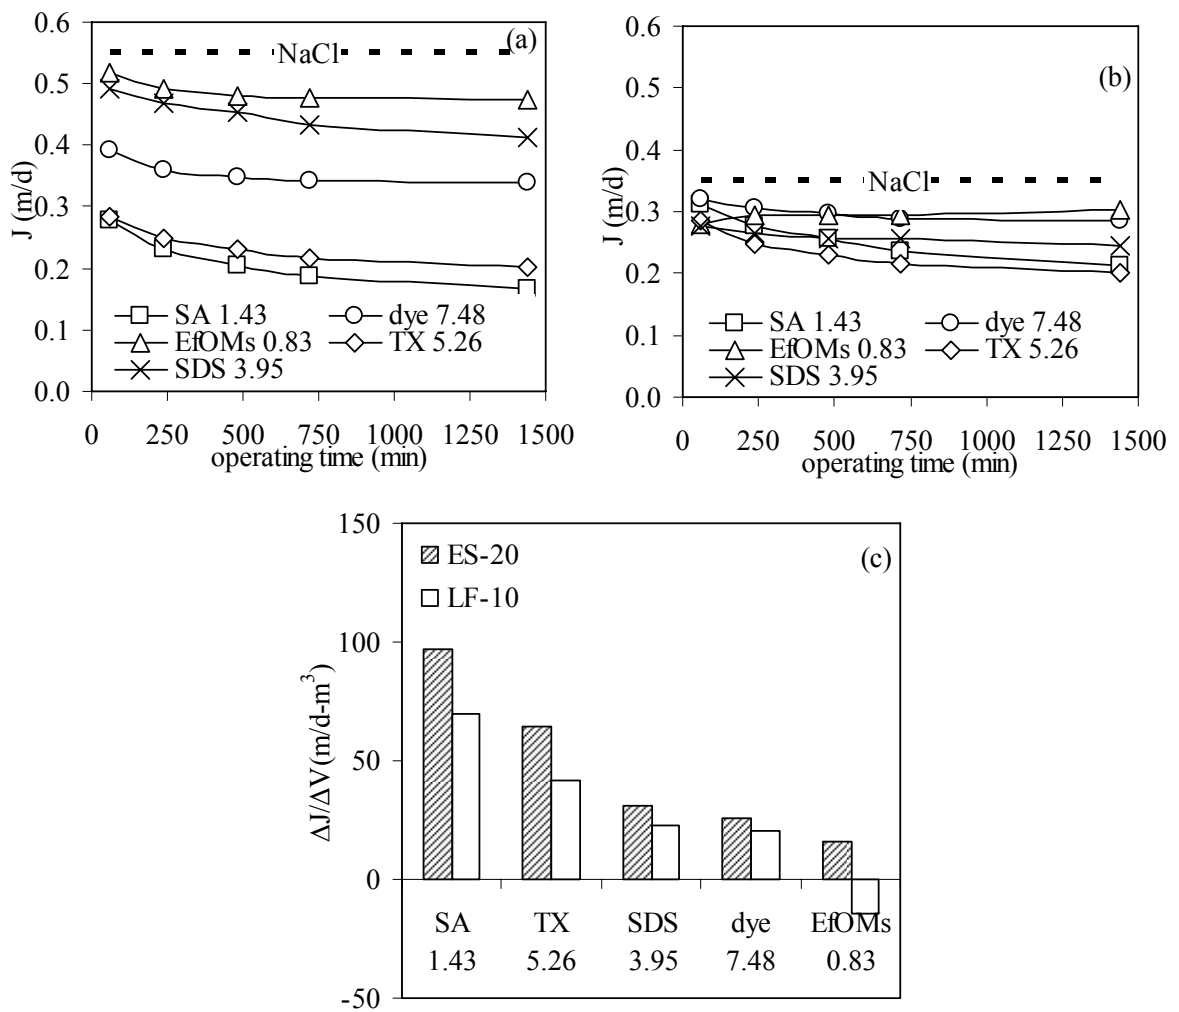 0.6
0.5
0.4
0.3
0.2
0.1
0.0
J (m/d)
(a)
NaCl
SA 1.43
dye 7.48
EfOMs 0.83
TX 5.26
SDS 3.95
0 250 500 750 1000 1250 1500
operating time (min)
0.6
0.5
0.4
0.3
0.2
0.1
0.0
J (m/d)
(b)
NaCl
SA 1.43
dye 7.48
EfOMs 0.83
TX 5.26
SDS 3.95
0 250 500 750 1000 1250 1500
operating time (min)
150
100
50
0
-50
ΔJ/ΔV (m/d-m³)
(c)
ES-20
LF-10
SA TX SDS dye EfOMs
1.43 5.26 3.95 7.48 0.83